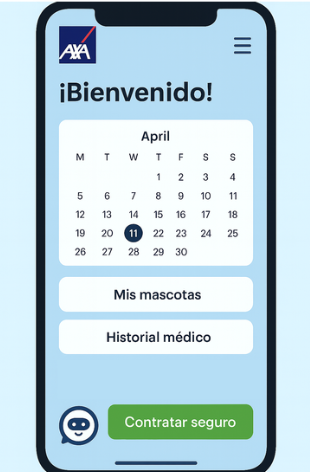 AXA
¡Bienvenido!
April
M T W T F S S
1 2 3 4
5 6 7 8 9 10 11
12 13 14 15 16 17 18
19 20 11 22 23 24 25
26 27 28 29 30
Mis mascotas
Historial médico
Contratar seguro